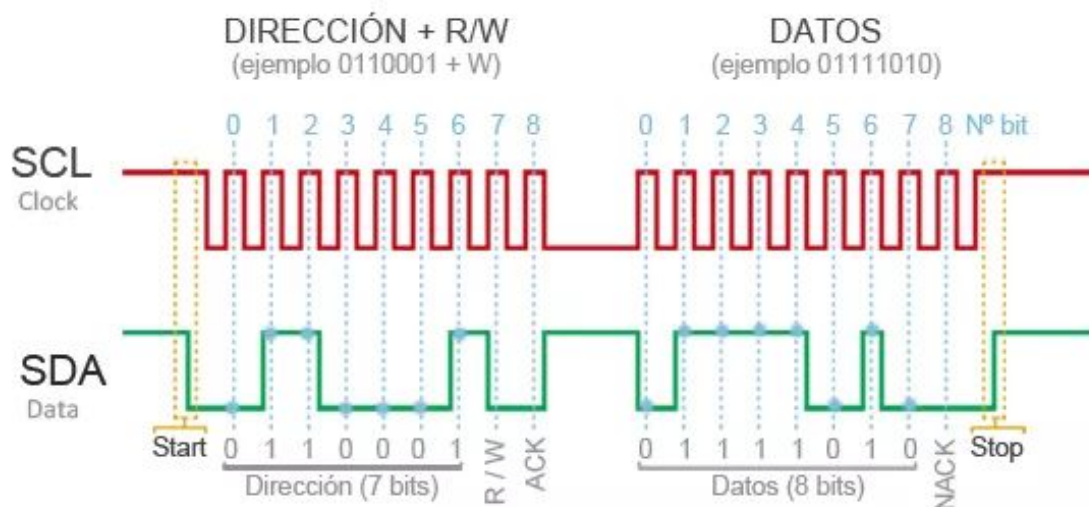 DIRECCIÓN + R/W
(ejemplo 0110001 + W)
DATOS
(ejemplo 01111010)
0 1 2 3 4 5 6 7 8
0 1 2 3 4 5 6 7 8 Nº bit
SCL
Clock
SDA
Data
Start
0 1 1 0 0 0 1
R / W
ACK
Dirección (7 bits)
0 1 1 1 1 0 1 0
NACK
Datos (8 bits)
Stop